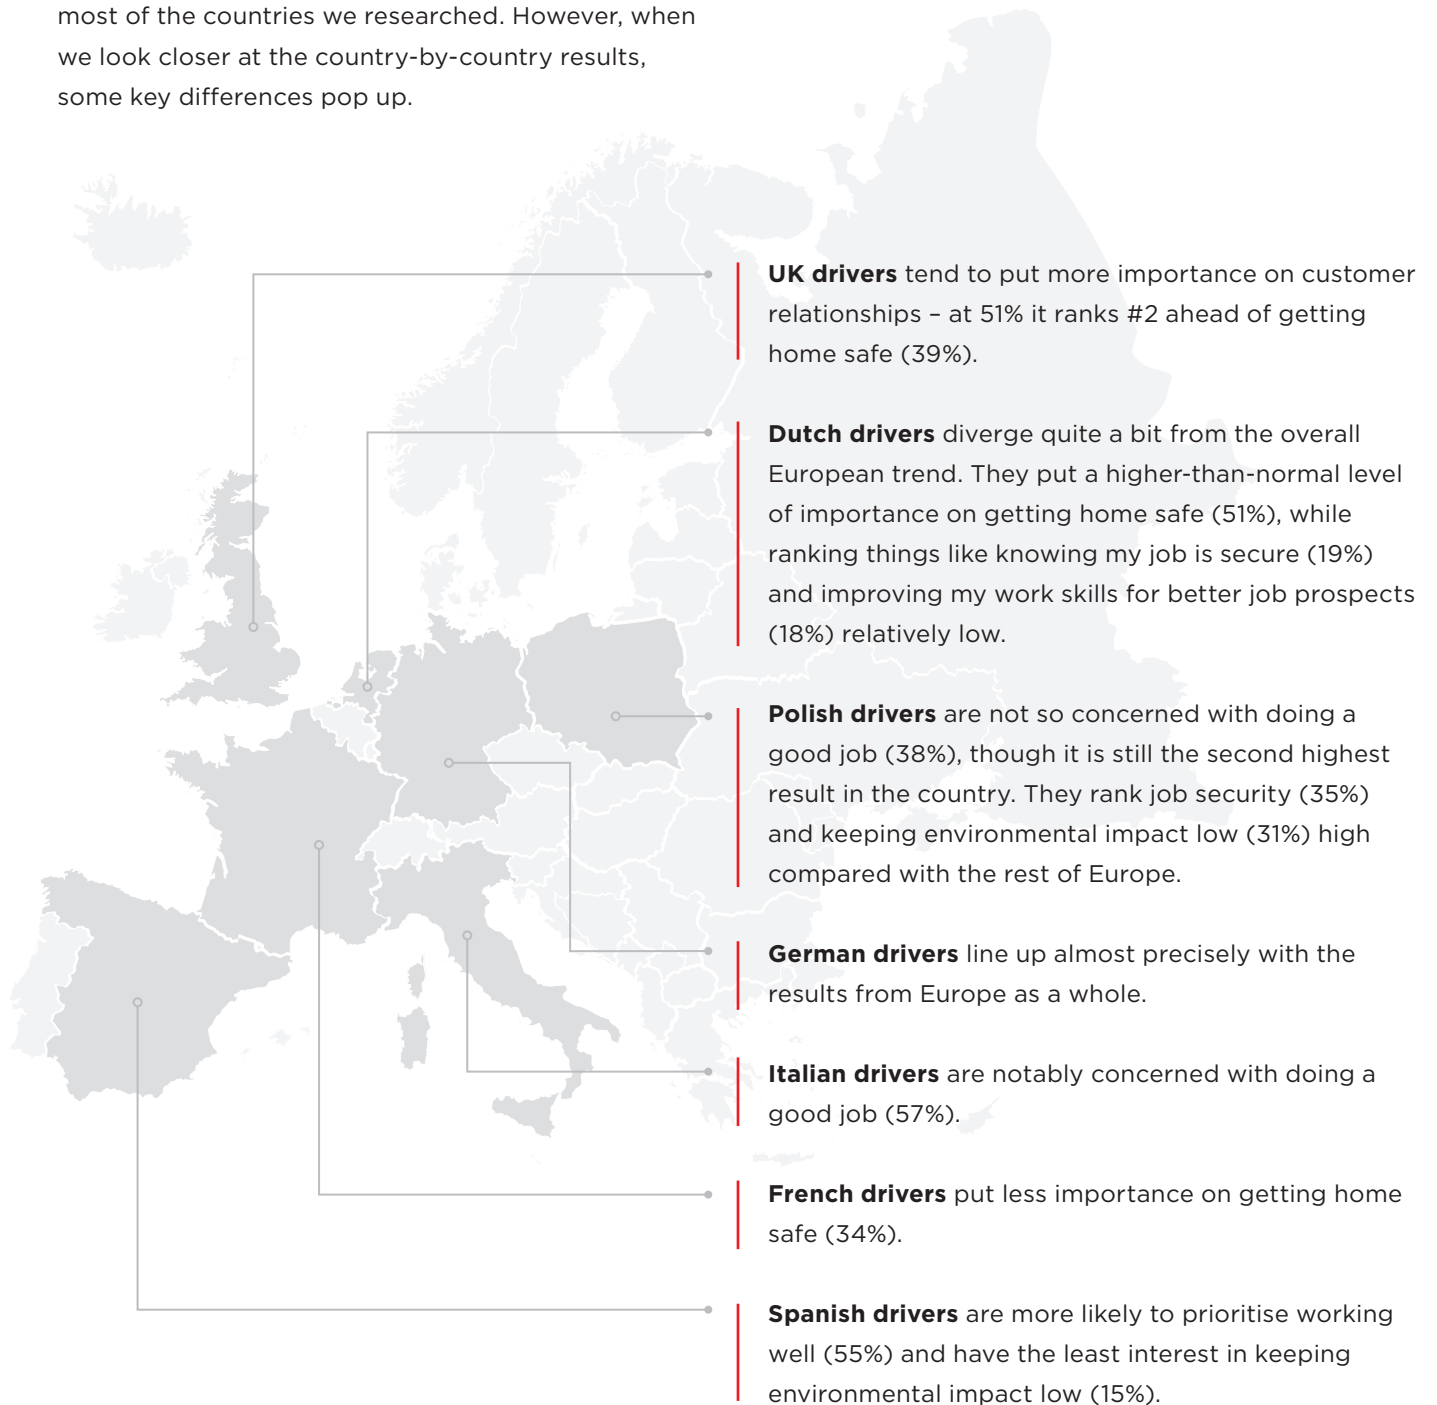 most of the countries we researched. However, when
we look closer at the country-by-country results,
some key differences pop up.
UK drivers tend to put more importance on customer
relationships – at 51% it ranks #2 ahead of getting
home safe (39%).
Dutch drivers diverge quite a bit from the overall
European trend. They put a higher-than-normal level
of importance on getting home safe (51%), while
ranking things like knowing my job is secure (19%)
and improving my work skills for better job prospects
(18%) relatively low.
Polish drivers are not so concerned with doing a
good job (38%), though it is still the second highest
result in the country. They rank job security (35%)
and keeping environmental impact low (31%) high
compared with the rest of Europe.
German drivers line up almost precisely with the
results from Europe as a whole.
Italian drivers are notably concerned with doing a
good job (57%).
French drivers put less importance on getting home
safe (34%).
Spanish drivers are more likely to prioritise working
well (55%) and have the least interest in keeping
environmental impact low (15%).